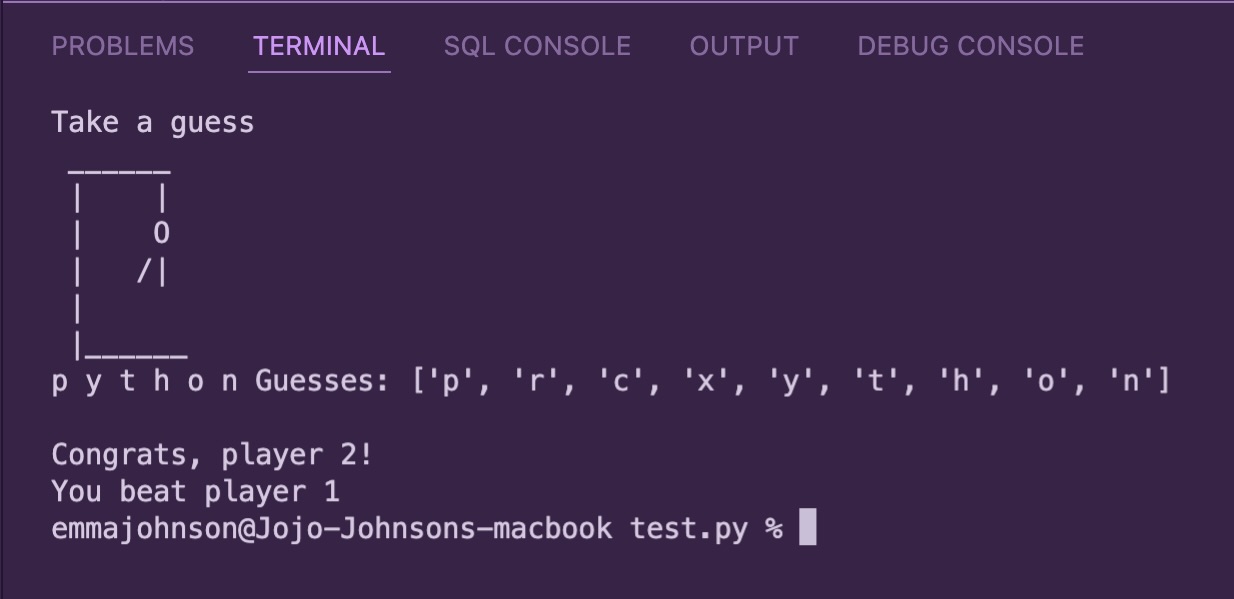 PROBLEMS TERMINAL SQL CONSOLE OUTPUT DEBUG CONSOLE
Take a guess
 ______
 |    |
 |    O
 |   /|
 |
 |______
p y t h o n Guesses: ['p', 'r', 'c', 'x', 'y', 't', 'h', 'o', 'n']
Congrats, player 2!
You beat player 1
emmajohnson@Jojo-Johnsons-macbook test.py %